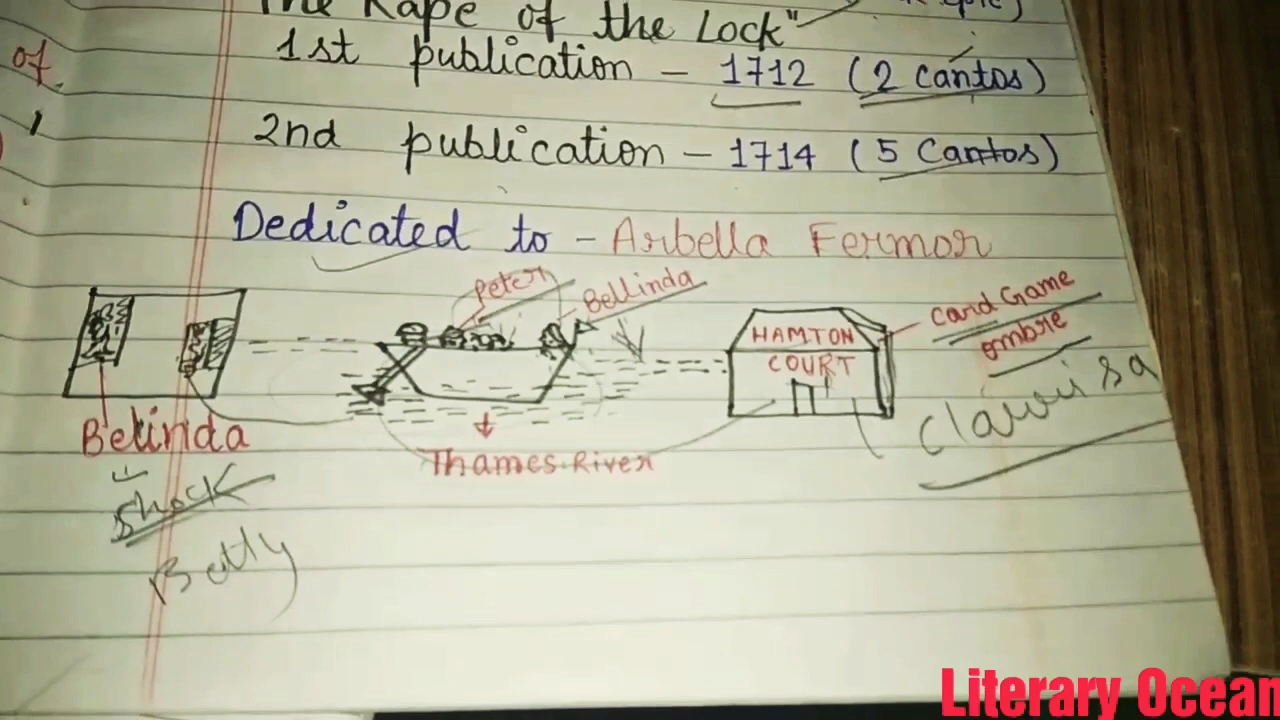 "The Rape of the Lock"
of
1st publication - 1712 (2 Cantos)
2nd publication - 1714 (5 Cantos)
Dedicated to - Arbella Fermor
Peter
Bellinda
Card Game
ombre
HAMTON
COURT
Clarrisa
Belinda
Thames River
Shock
Betty
Literary Ocean